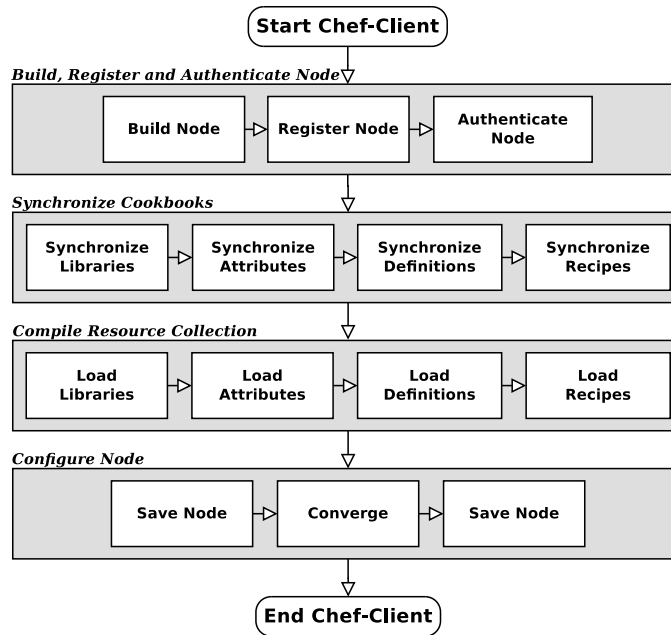 Start Chef-Client
Build, Register and Authenticate Node
Build Node
Register Node
Authenticate
Node
Synchronize Cookbooks
Synchronize
Libraries
Synchronize
Attributes
Synchronize
Definitions
Synchronize
Recipes
Compile Resource Collection
Load
Libraries
Load
Attributes
Load
Definitions
Load
Recipes
Configure Node
Save Node
Converge
Save Node
End Chef-Client